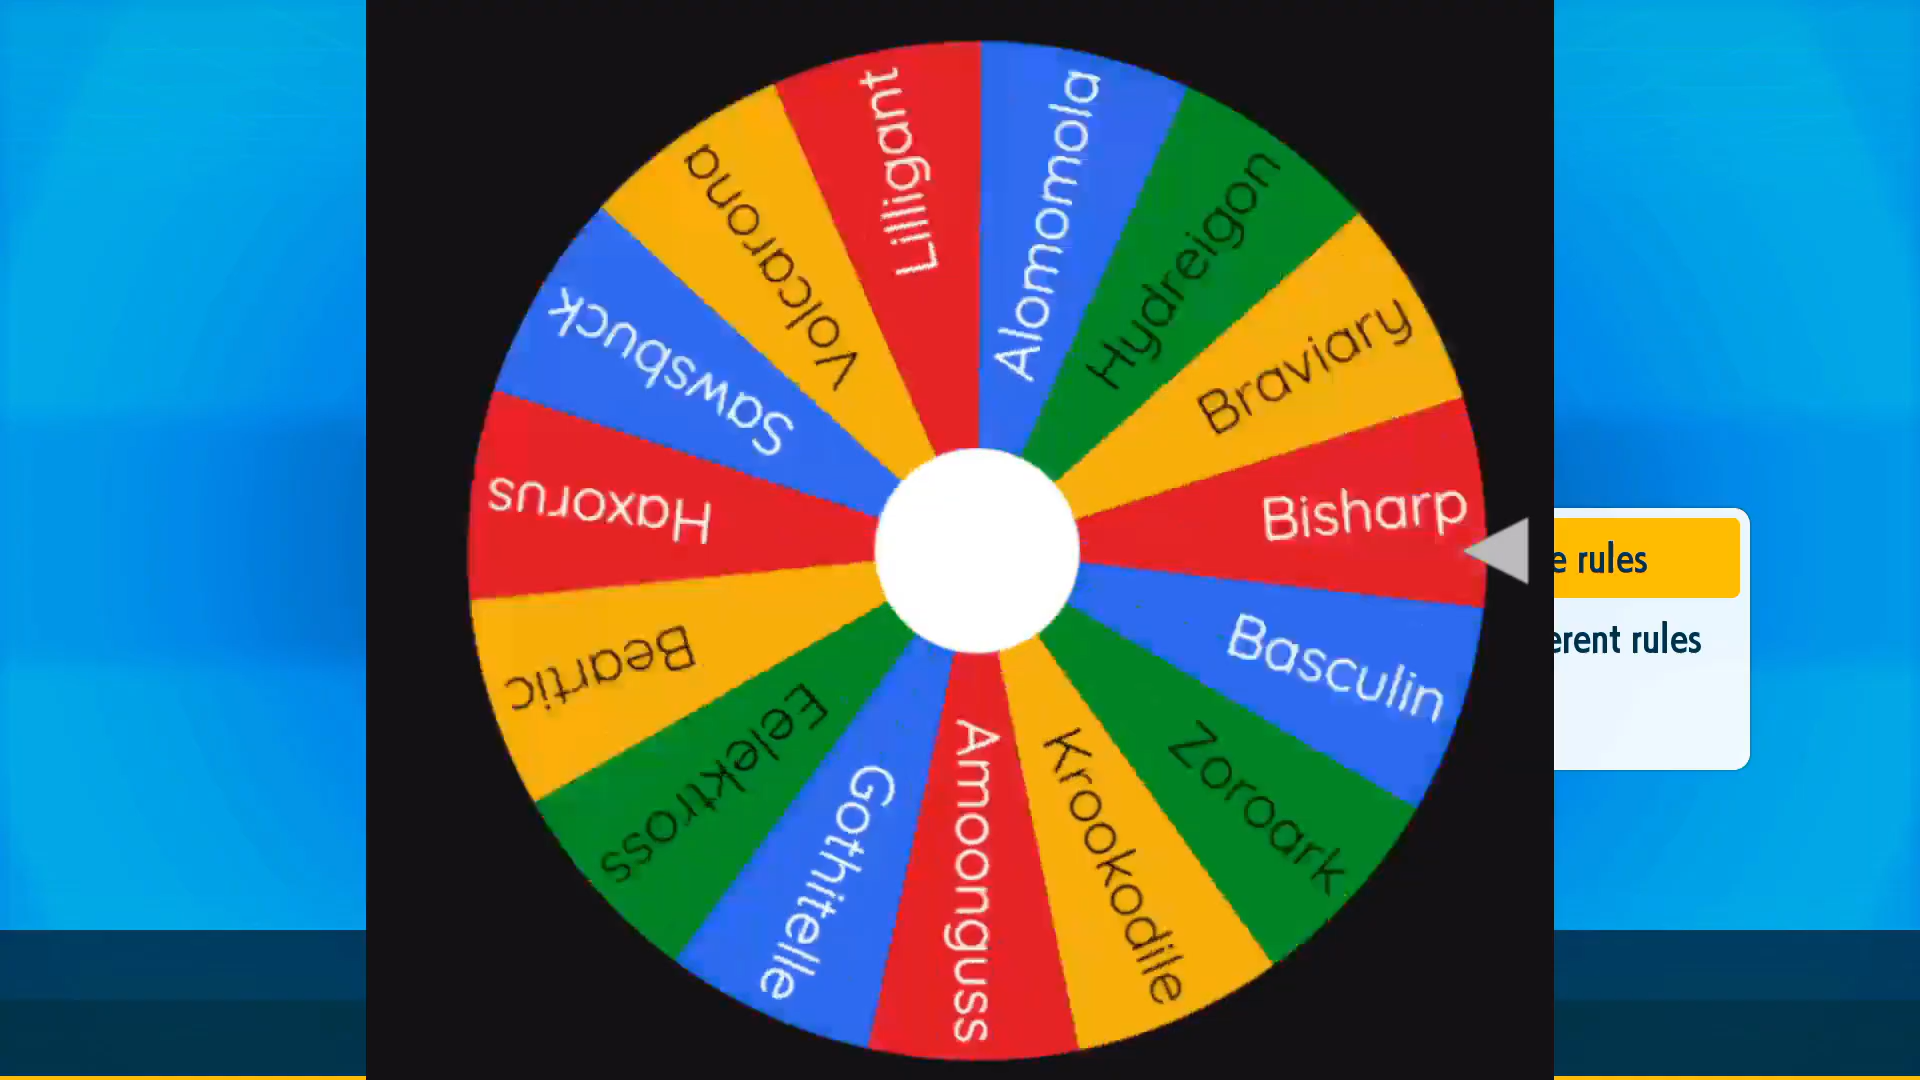 Lilligant
Alomomola
Hydreigon
Braviary
Bisharp
Basculin
Zoroark
Krookodile
Amoonguss
Gothitelle
Eelektross
Beartic
Haxorus
Sawsbuck
Volcarona
e rules
erent rules